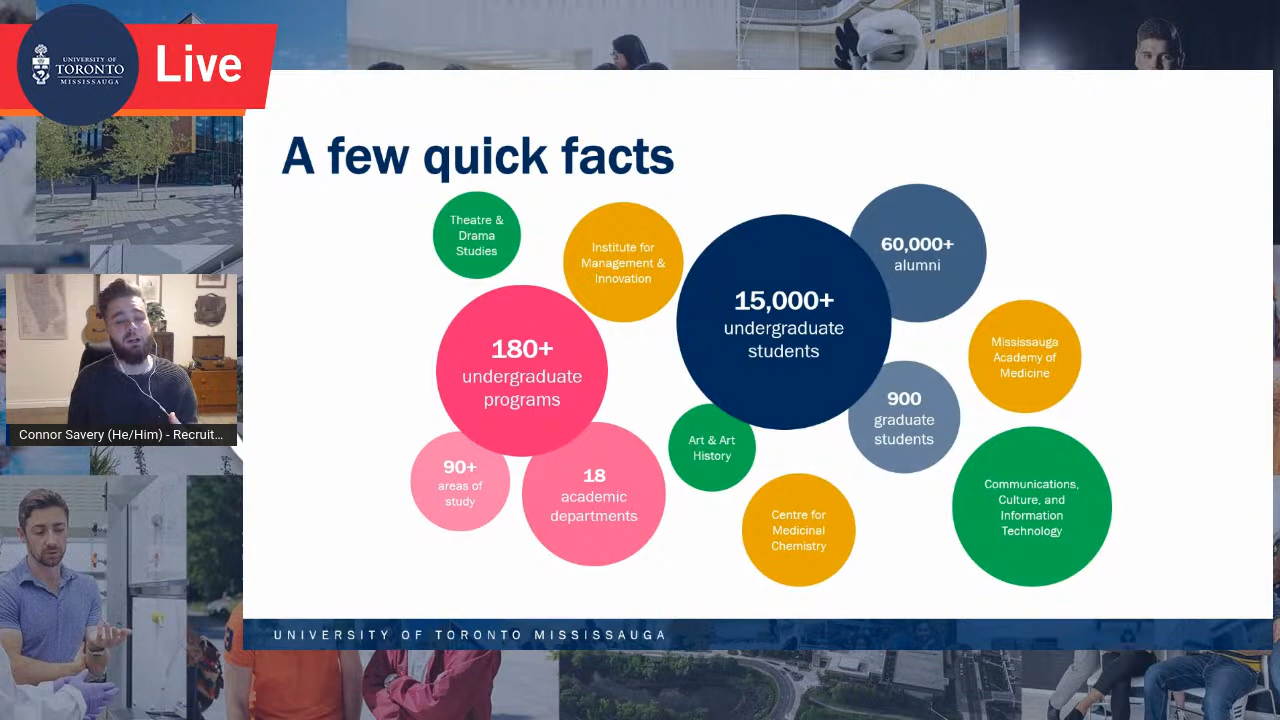 UNIVERSITY OF
TORONTO
MISSISSAUGA
Live
A few quick facts
Theatre &
Drama
Studies
Institute for
Management &
Innovation
15,000+
undergraduate
students
60,000+
alumni
180+
undergraduate
programs
Mississauga
Academy of
Medicine
900
graduate
students
Art & Art
History
90+
areas of
study
18
academic
departments
Centre for
Medicinal
Chemistry
Communications,
Culture, and
Information
Technology
Connor Savery (He/Him) - Recruit...
UNIVERSITY OF TORONTO MISSISSAUGA